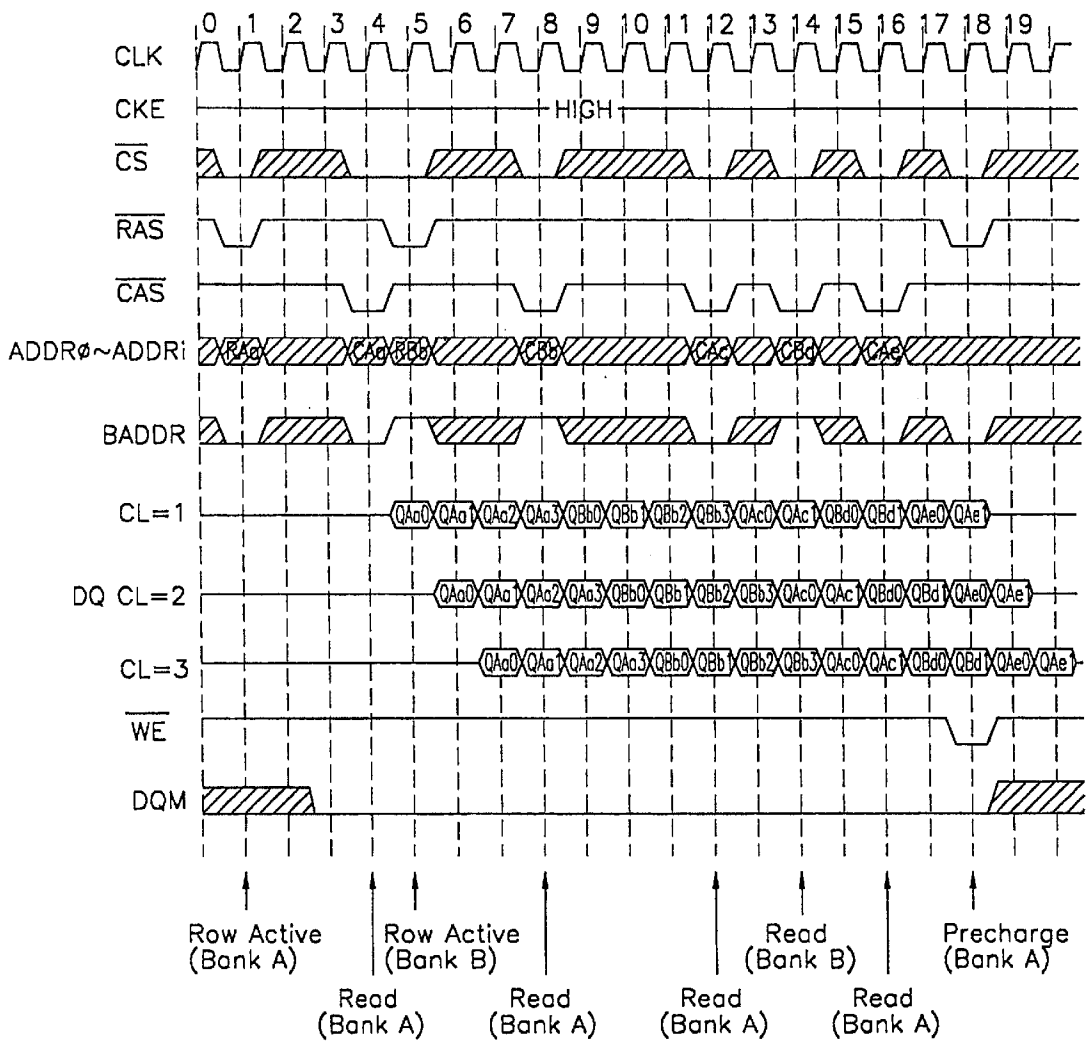 0 1 2 3 4 5 6 7 8 9 10 11 12 13 14 15 16 17 18 19
CLK
CKE HIGH
CS
RAS
CAS
ADDRø~ADDRi RAa CAa RBb CBb CAc CBd CAe
BADDR
CL=1 QAa0 QAa1 QAa2 QAa3 QBb0 QBb1 QBb2 QBb3 QAc0 QAc1 QBd0 QBd1 QAe0 QAe1
DQ CL=2 QAa0 QAa1 QAa2 QAa3 QBb0 QBb1 QBb2 QBb3 QAc0 QAc1 QBd0 QBd1 QAe0 QAe1
CL=3 QAa0 QAa1 QAa2 QAa3 QBb0 QBb1 QBb2 QBb3 QAc0 QAc1 QBd0 QBd1 QAe0 QAe1
WE
DQM
Row Active Row Active Read Precharge
(Bank A) (Bank B) (Bank B) (Bank A)
Read Read Read Read
(Bank A) (Bank A) (Bank A) (Bank A)